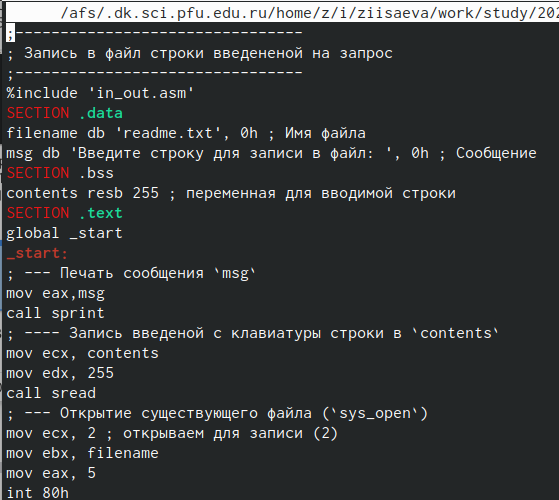 /afs/.dk.sci.pfu.edu.ru/home/z/i/ziisaeva/work/study/202
;--------------------------------
; Запись в файл строки введененой на запрос
;--------------------------------
%include 'in_out.asm'
SECTION .data
filename db 'readme.txt', 0h ; Имя файла
msg db 'Введите строку для записи в файл: ', 0h ; Сообщение
SECTION .bss
contents resb 255 ; переменная для вводимой строки
SECTION .text
global _start
_start:
; --- Печать сообщения `msg`
mov eax,msg
call sprint
; ---- Запись введеной с клавиатуры строки в `contents`
mov ecx, contents
mov edx, 255
call sread
; --- Открытие существующего файла (`sys_open`)
mov ecx, 2 ; открываем для записи (2)
mov ebx, filename
mov eax, 5
int 80h